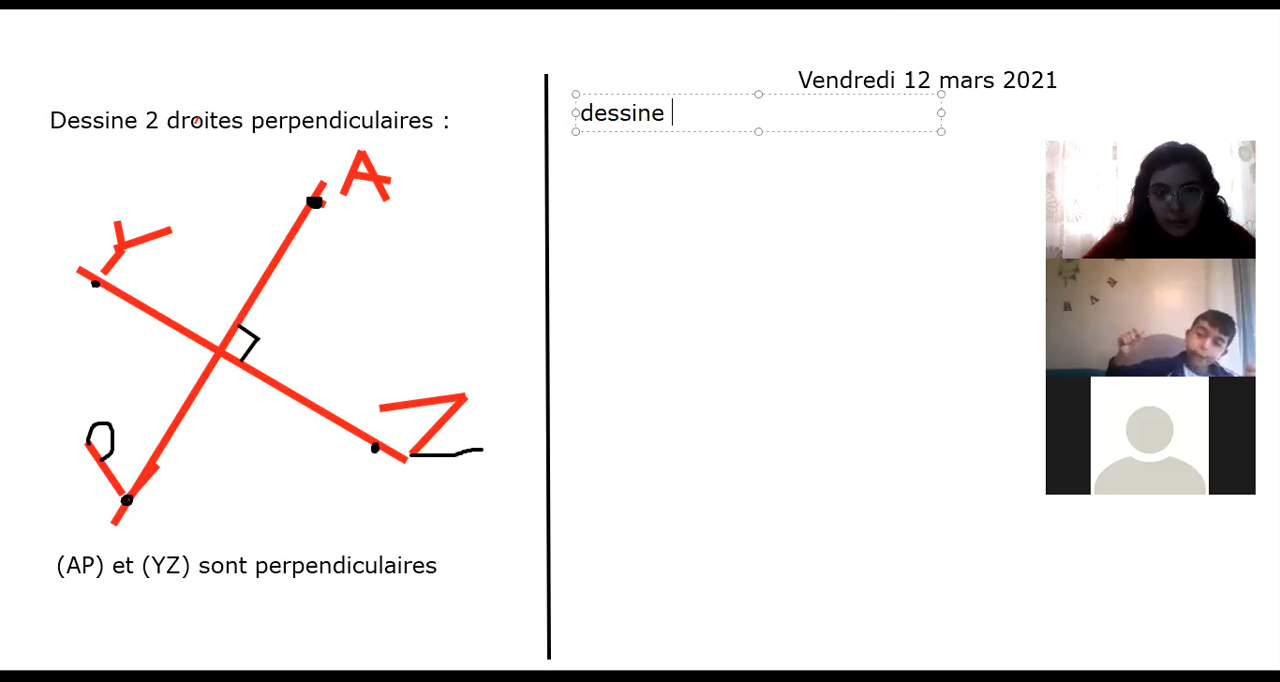 Vendredi 12 mars 2021
Dessine 2 droites perpendiculaires :
A
Y
Z
P
(AP) et (YZ) sont perpendiculaires
dessine